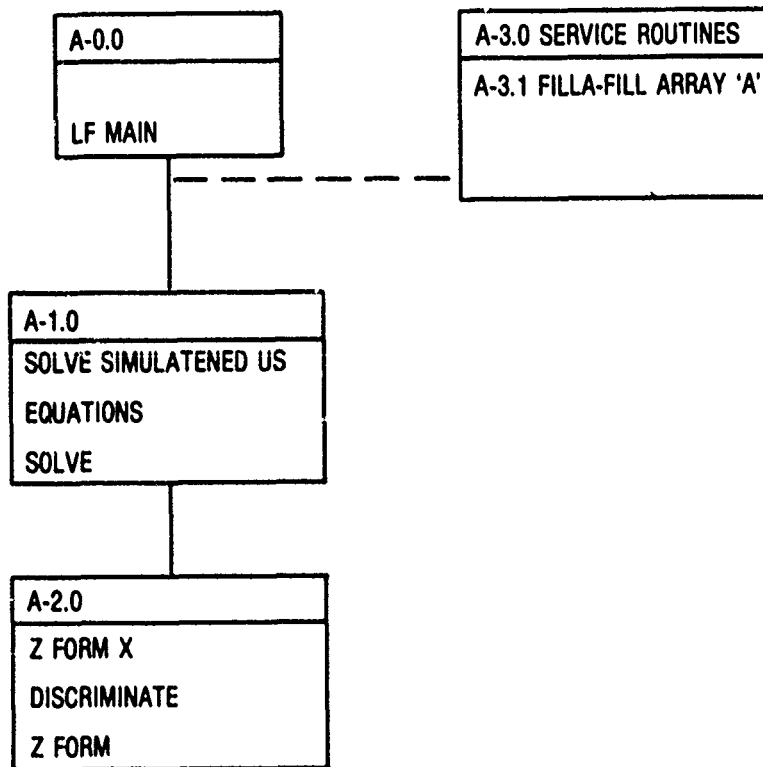 A-0.0
LF MAIN
A-3.0 SERVICE ROUTINES
A-3.1 FILLA-FILL ARRAY 'A'
A-1.0
SOLVE SIMULATENED US
EQUATIONS
SOLVE
A-2.0
Z FORM X
DISCRIMINATE
Z FORM